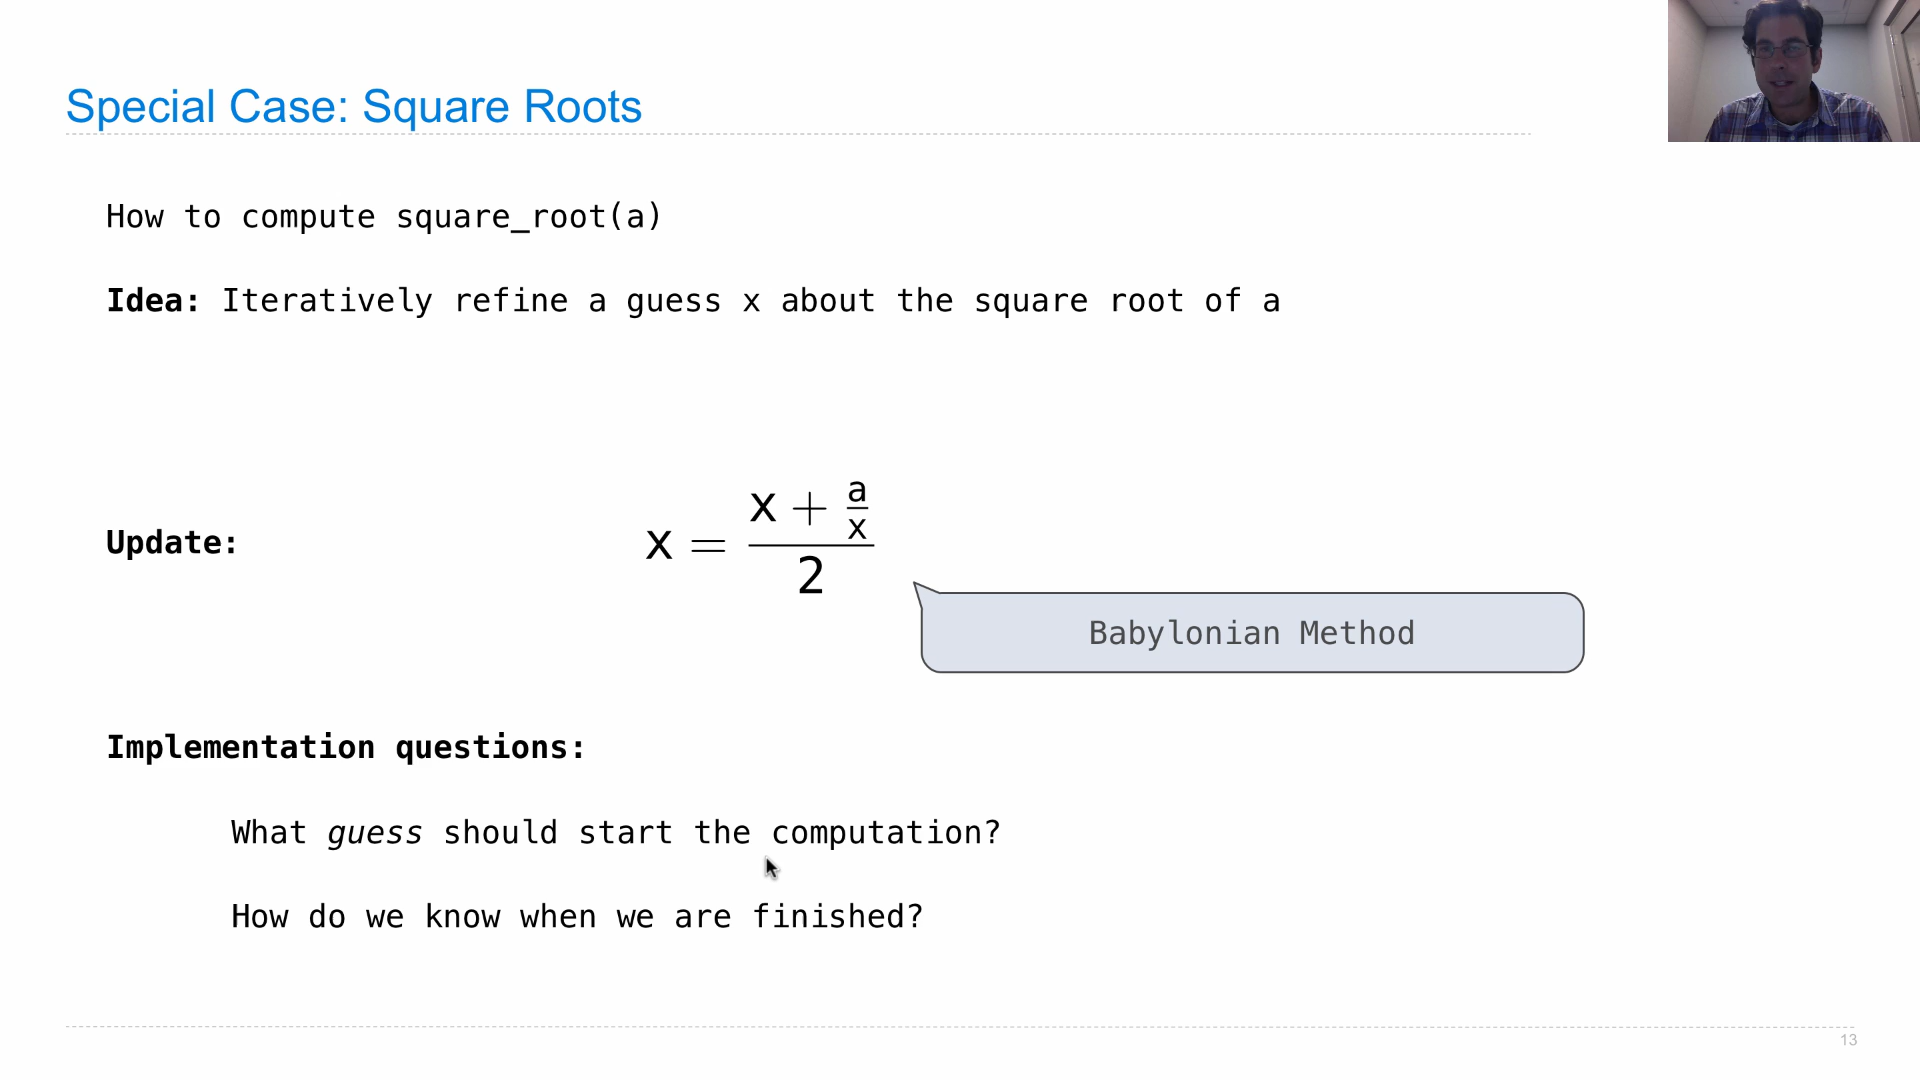 Special Case: Square Roots
How to compute square_root(a)
Idea: Iteratively refine a guess x about the square root of a
Update:
x = (x + a/x) / 2
Babylonian Method
Implementation questions:
What guess should start the computation?
How do we know when we are finished?
13